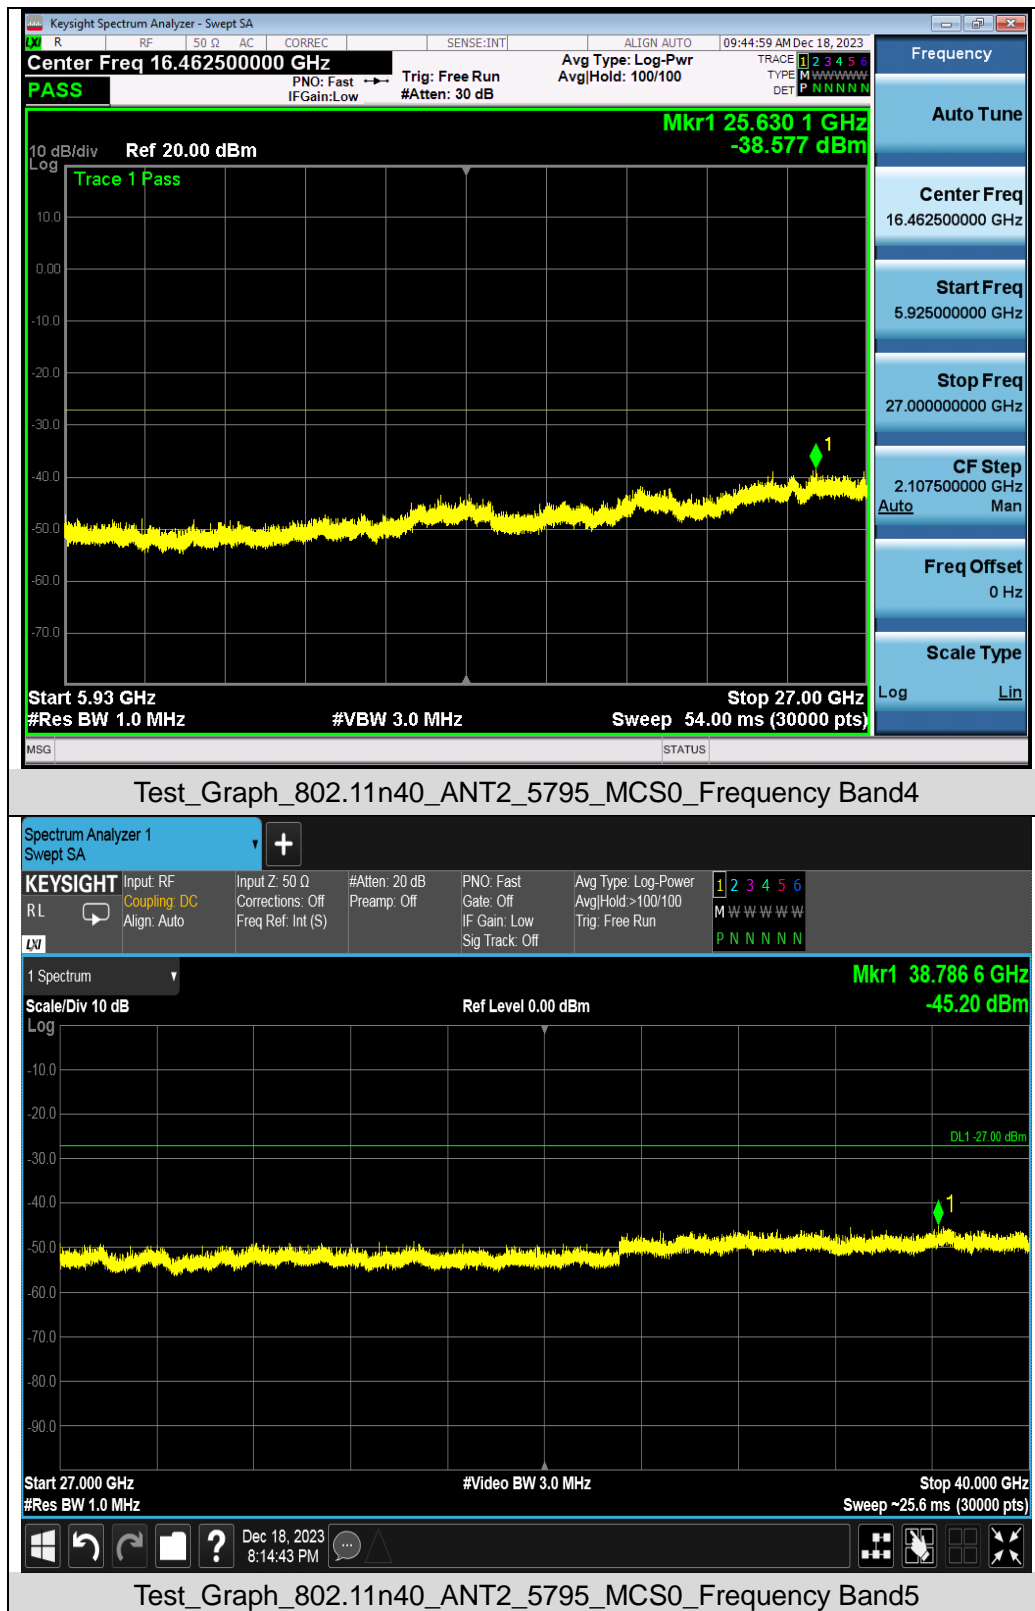 Keysight Spectrum Analyzer - Swept SA
LXI R RF 50 Ω AC CORREC SENSE:INT ALIGN AUTO 09:44:59 AM Dec 18, 2023
Center Freq 16.462500000 GHz
PASS
PNO: Fast
IFGain:Low
Trig: Free Run
#Atten: 30 dB
Avg Type: Log-Pwr
Avg|Hold: 100/100
TRACE 1 2 3 4 5 6
TYPE M W W W W W
DET P N N N N N
Mkr1 25.630 1 GHz
-38.577 dBm
10 dB/div Ref 20.00 dBm
Log
Trace 1 Pass
10.0
0.00
-10.0
-20.0
-30.0
1
-40.0
-50.0
-60.0
-70.0
Start 5.93 GHz Stop 27.00 GHz
#Res BW 1.0 MHz #VBW 3.0 MHz Sweep 54.00 ms (30000 pts)
MSG STATUS
Frequency
Auto Tune
Center Freq
16.462500000 GHz
Start Freq
5.925000000 GHz
Stop Freq
27.000000000 GHz
CF Step
2.107500000 GHz
Auto Man
Freq Offset
0 Hz
Scale Type
Log Lin
Test_Graph_802.11n40_ANT2_5795_MCS0_Frequency Band4
Spectrum Analyzer 1
Swept SA
+
KEYSIGHT
R L
LXI
Input: RF
Coupling: DC
Align: Auto
Input Z: 50 Ω
Corrections: Off
Freq Ref: Int (S)
#Atten: 20 dB
Preamp: Off
PNO: Fast
Gate: Off
IF Gain: Low
Sig Track: Off
Avg Type: Log-Power
Avg|Hold:>100/100
Trig: Free Run
1 2 3 4 5 6
M W W W W W
P N N N N N
1 Spectrum
Mkr1 38.786 6 GHz
Scale/Div 10 dB Ref Level 0.00 dBm -45.20 dBm
Log
-10.0
-20.0
DL1 -27.00 dBm
-30.0
-40.0
1
-50.0
-60.0
-70.0
-80.0
-90.0
Start 27.000 GHz #Video BW 3.0 MHz Stop 40.000 GHz
#Res BW 1.0 MHz Sweep ~25.6 ms (30000 pts)
?
Dec 18, 2023
8:14:43 PM
Test_Graph_802.11n40_ANT2_5795_MCS0_Frequency Band5